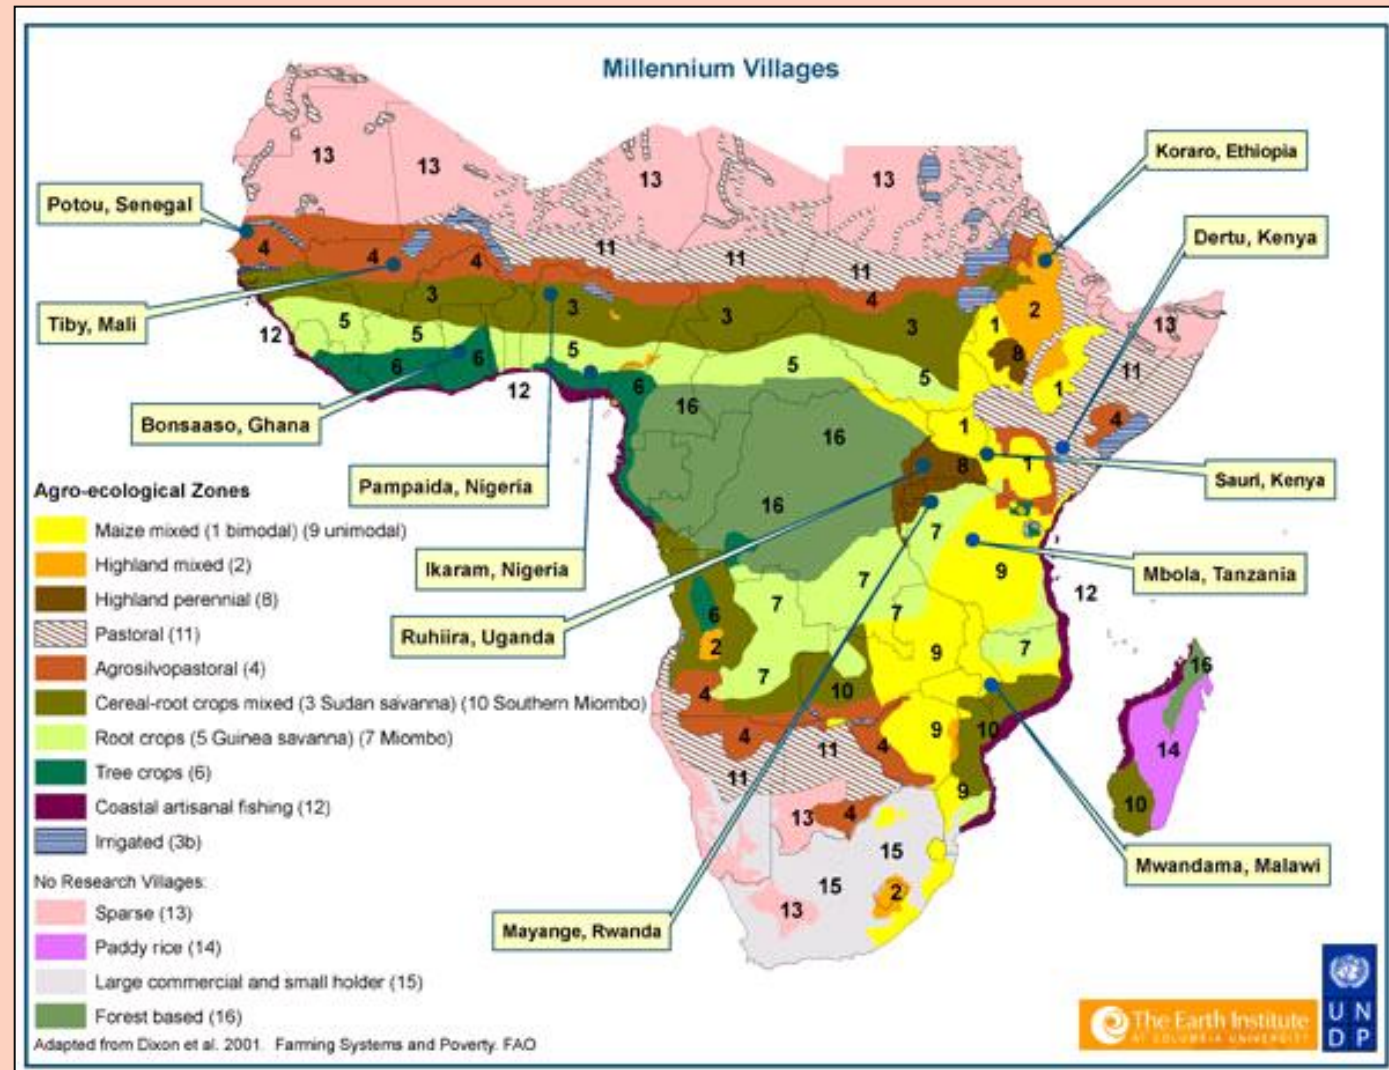 Millennium Villages
Koraro, Ethiopia
Potou, Senegal
Dertu, Kenya
Tiby, Mali
Bonsaaso, Ghana
Pampaida, Nigeria
Sauri, Kenya
Ikaram, Nigeria
Mbola, Tanzania
Ruhiira, Uganda
Mwandama, Malawi
Mayange, Rwanda
13
13
13
13
11
11
11
4
4
4
4
3
3
3
3
2
1
8
13
11
1
4
12
5
5
5
5
5
6
6
6
12
16
16
16
1
8
1
7
9
12
7
7
7
7
6
2
7
9
16
4
10
14
4
11
4
9
10
11
9
10
13
4
15
15
13
2
Agro-ecological Zones
Maize mixed (1 bimodal) (9 unimodal)
Highland mixed (2)
Highland perennial (8)
Pastoral (11)
Agrosilvopastoral (4)
Cereal-root crops mixed (3 Sudan savanna) (10 Southern Miombo)
Root crops (5 Guinea savanna) (7 Miombo)
Tree crops (6)
Coastal artisanal fishing (12)
Irrigated (3b)
No Research Villages:
Sparse (13)
Paddy rice (14)
Large commercial and small holder (15)
Forest based (16)
Adapted from Dixon et al. 2001. Farming Systems and Poverty. FAO
The Earth Institute
AT COLUMBIA UNIVERSITY
U N
D P